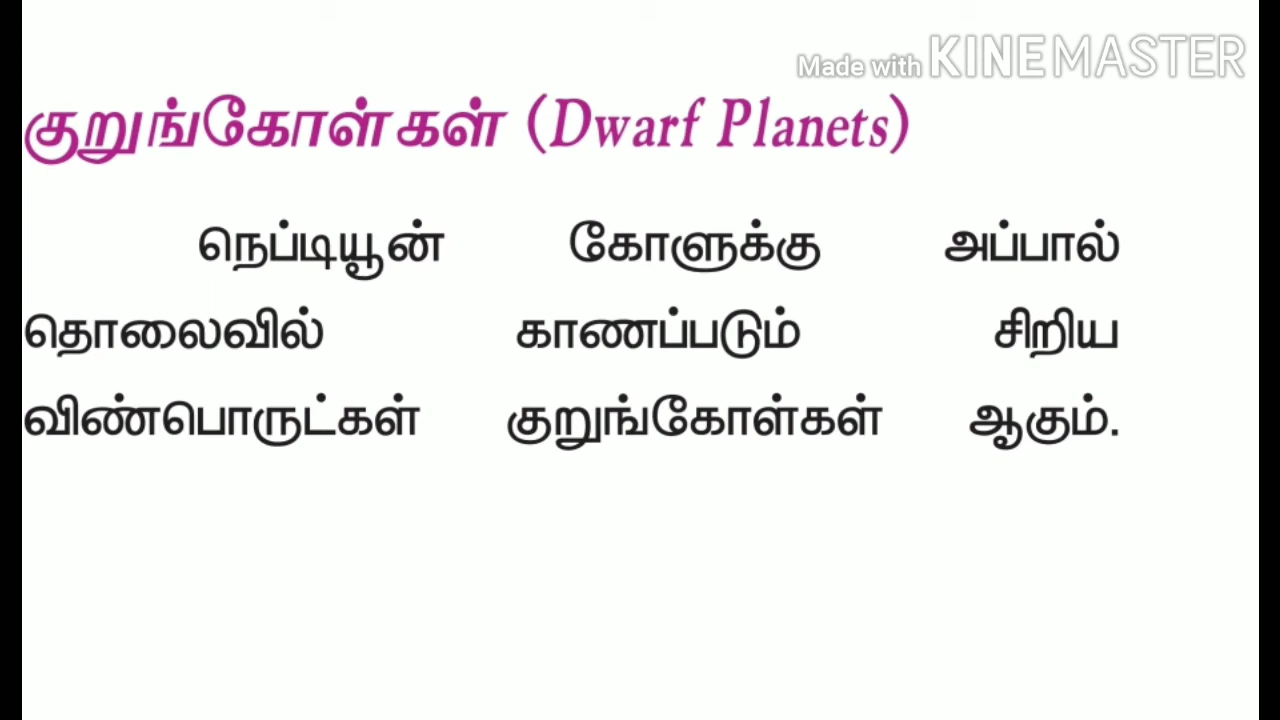 Made with KINEMASTER
குறுங்கோள்கள் (Dwarf Planets)
நெப்டியூன் கோளுக்கு அப்பால்
தொலைவில் காணப்படும் சிறிய
விண்பொருட்கள் குறுங்கோள்கள் ஆகும்.